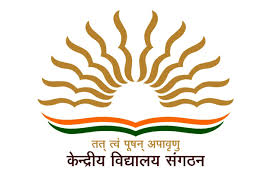 तत् त्वं पूषन् अपावृणु
केन्द्रीय विद्यालय संगठन